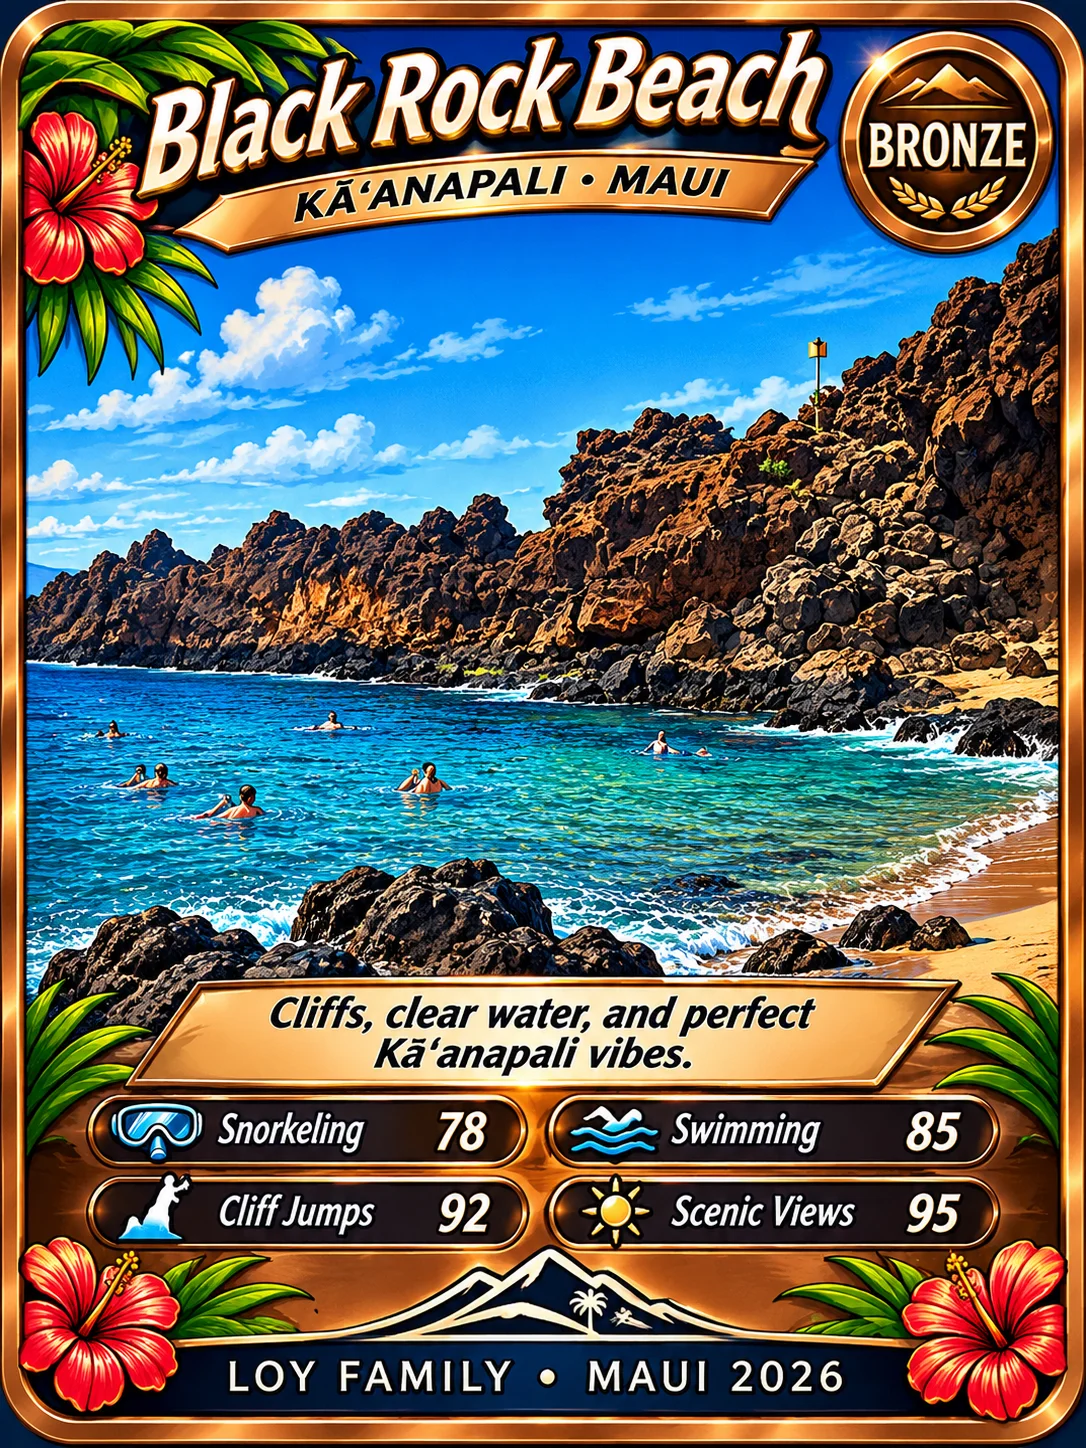 Black Rock Beach
BRONZE
KĀʻANAPALI • MAUI
Cliffs, clear water, and perfect
Kāʻanapali vibes.
Snorkeling 78
Swimming 85
Cliff Jumps 92
Scenic Views 95
LOY FAMILY • MAUI 2026